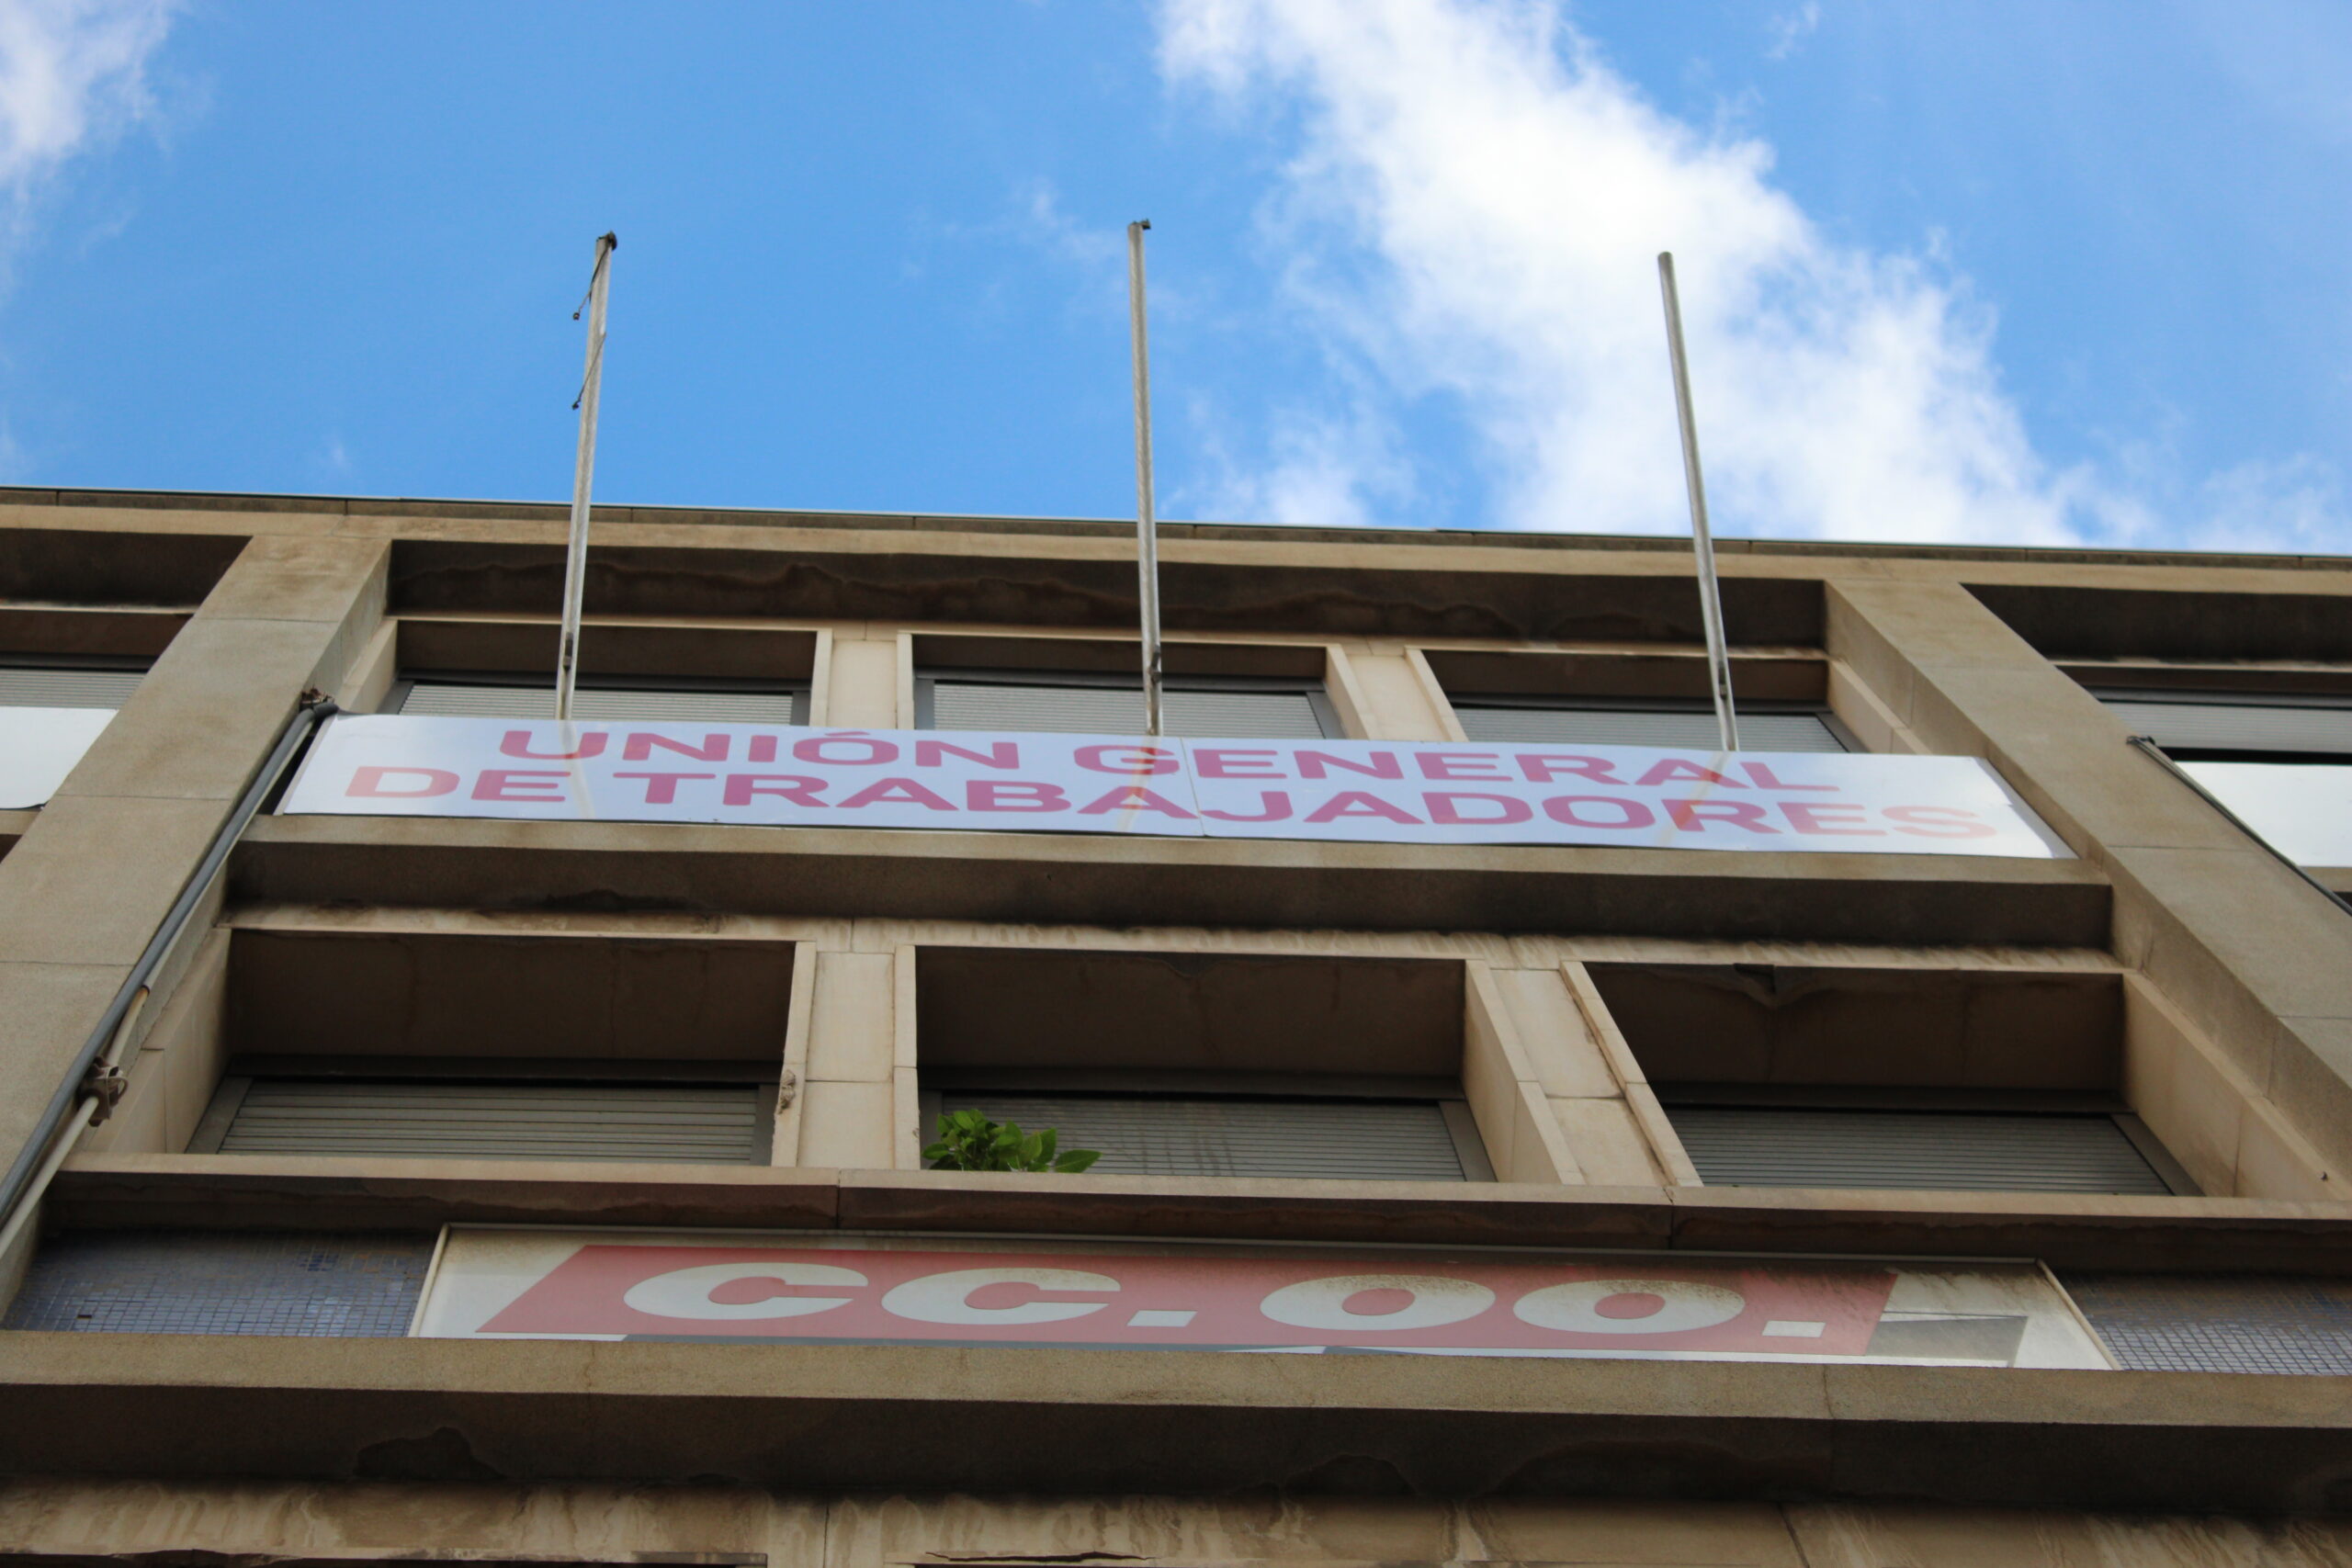 UNIÓN GENERAL
DE TRABAJADORES
CC.OO.